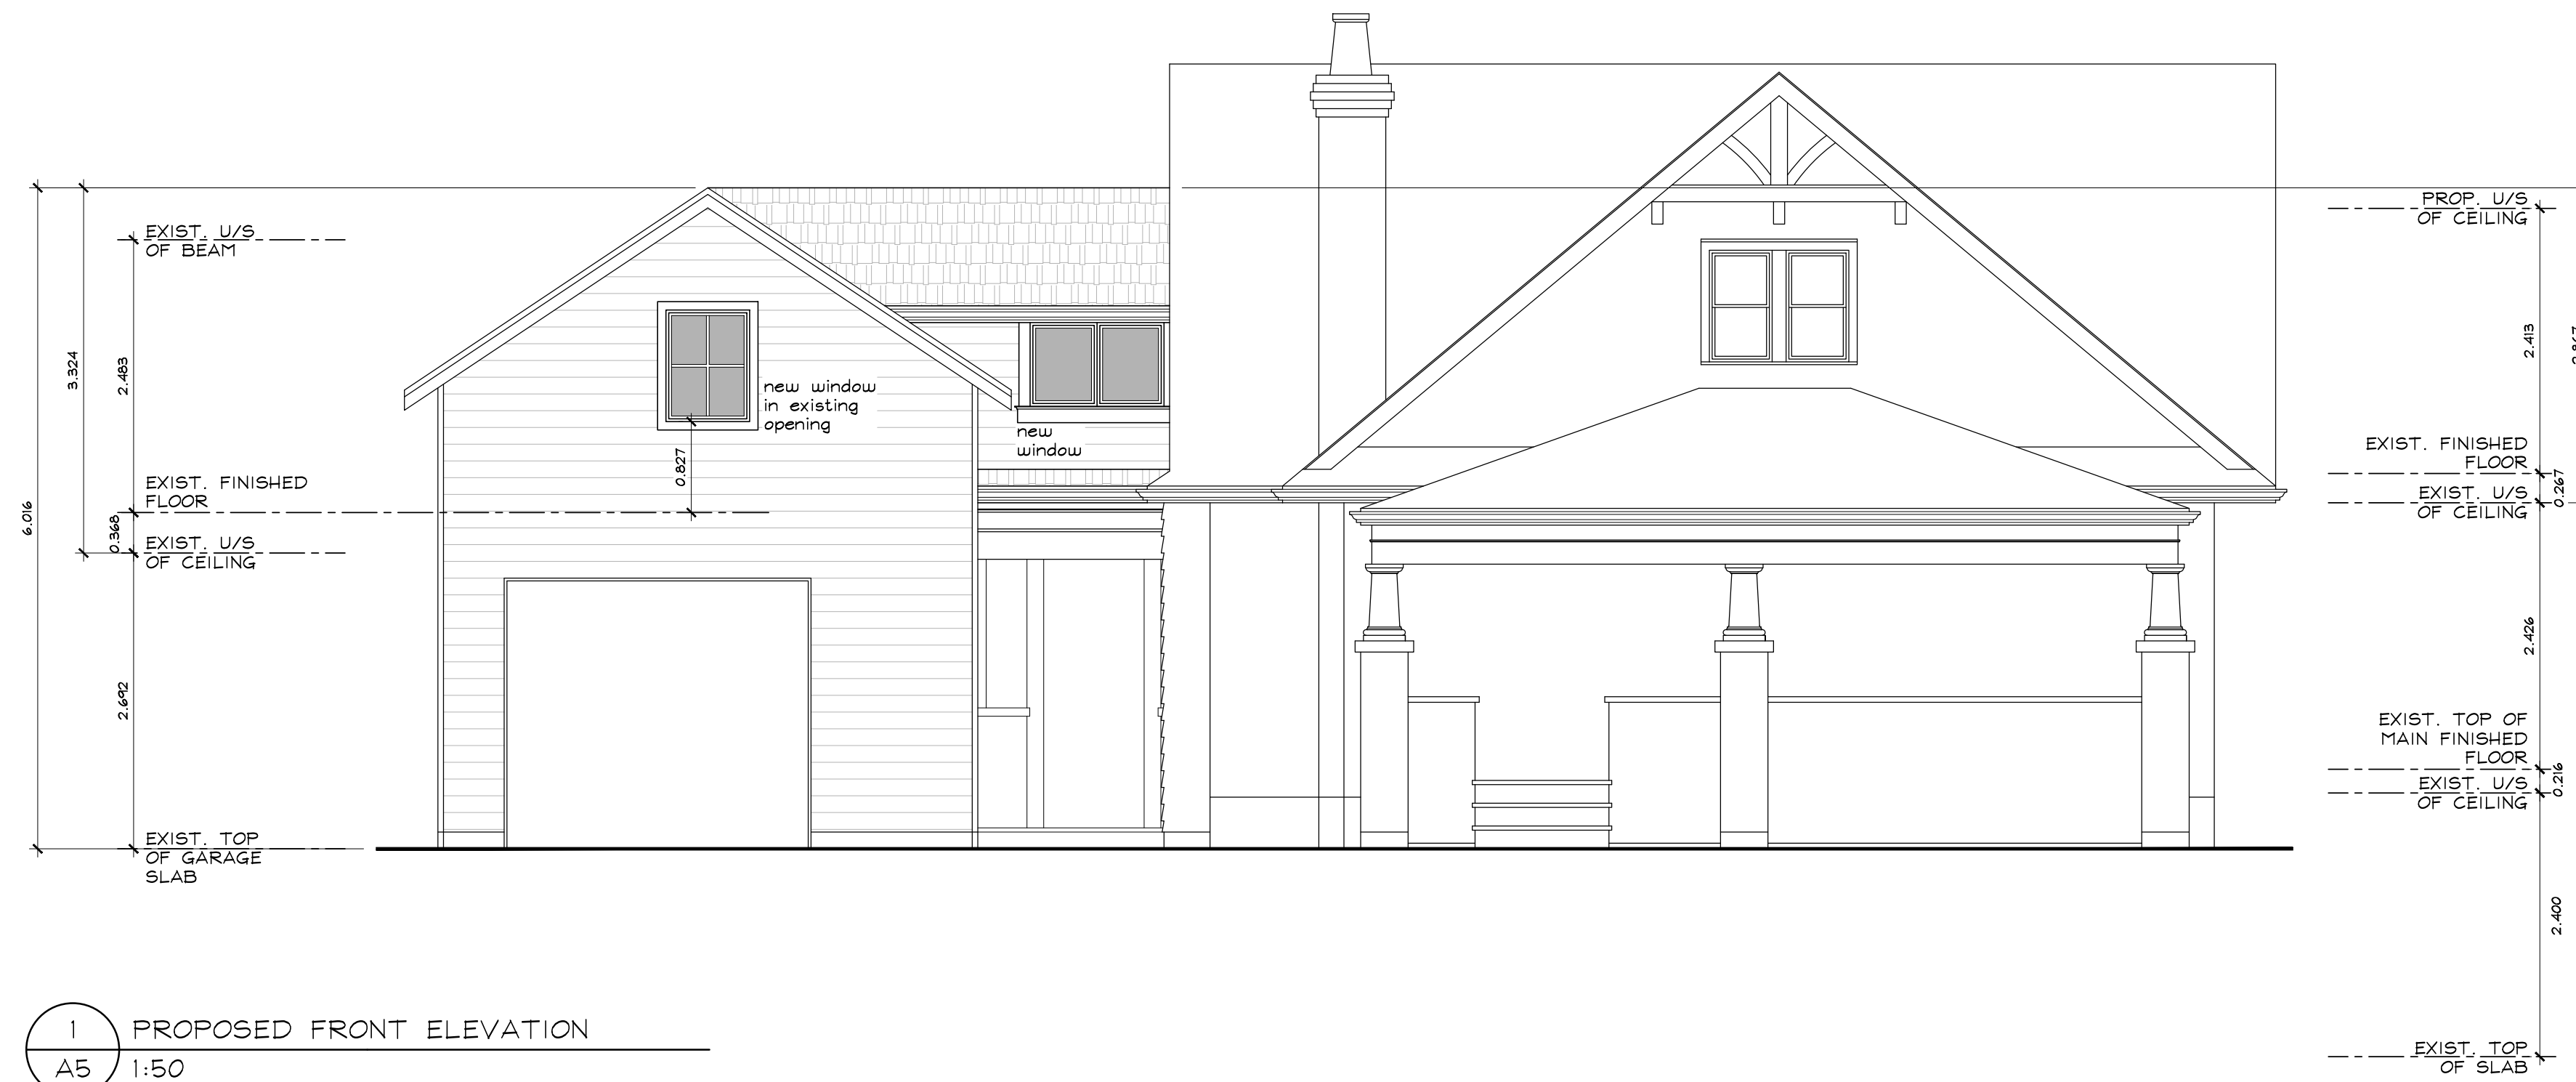 EXIST. U/S
OF BEAM
3.324
2.483
6.016
EXIST. FINISHED
FLOOR
0.368
EXIST. U/S
OF CEILING
2.692
EXIST. TOP
OF GARAGE
SLAB
new window
in existing
opening
0.827
new
window
PROP. U/S
OF CEILING
2.413
EXIST. FINISHED
FLOOR
0.267
EXIST. U/S
OF CEILING
2.426
EXIST. TOP OF
MAIN FINISHED
FLOOR
0.216
EXIST. U/S
OF CEILING
2.400
EXIST. TOP
OF SLAB
1 PROPOSED FRONT ELEVATION
A5 1:50